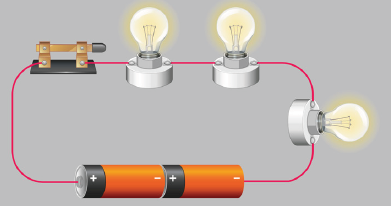 + − + −